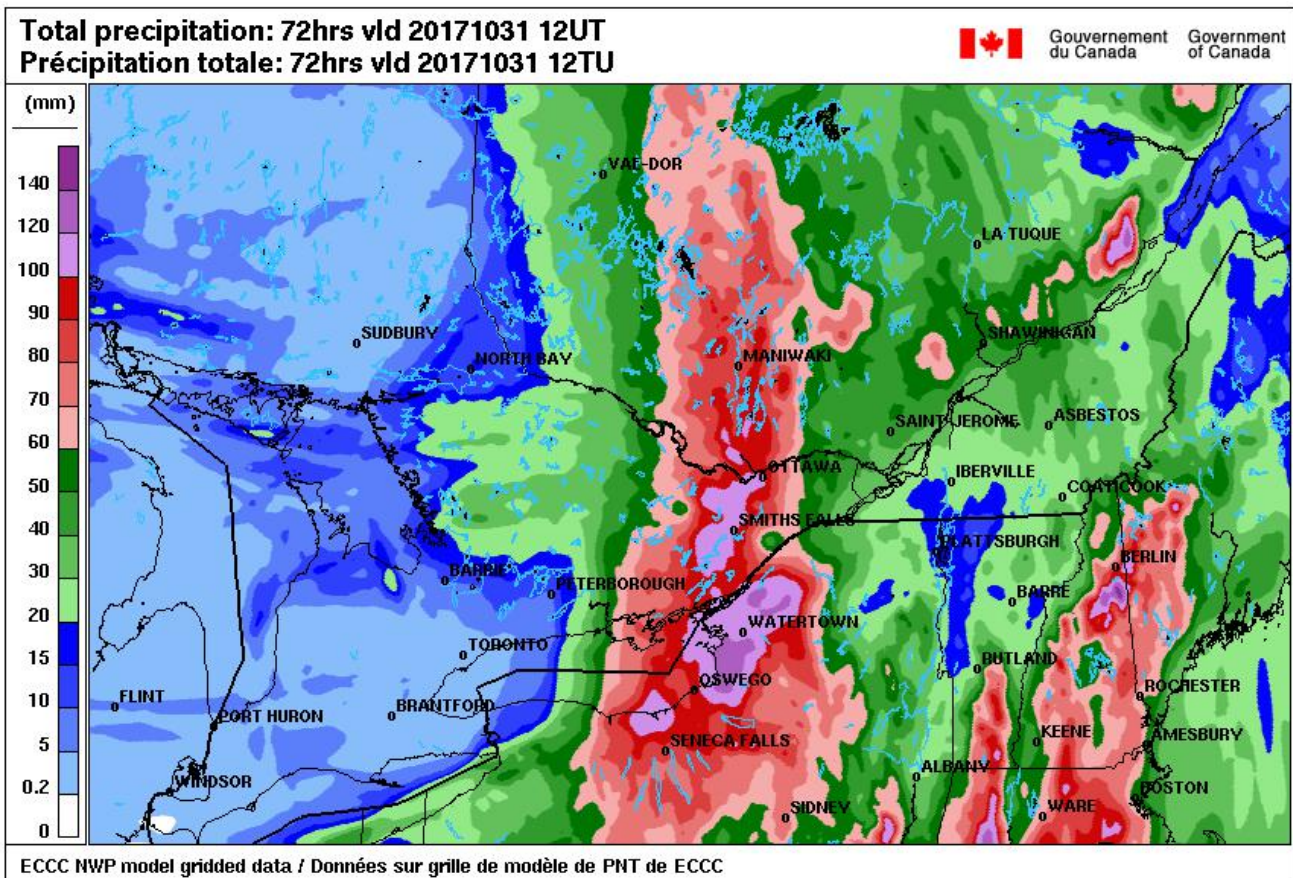 Total precipitation: 72hrs vld 20171031 12UT
Précipitation totale: 72hrs vld 20171031 12TU
Gouvernement du Canada
Government of Canada
(mm)
140
120
100
90
80
70
60
50
40
30
20
15
10
5
0.2
0
VAL-DOR
LA TUQUE
SUDBURY
NORTH BAY
SHAWINIGAN
MANIWAKI
SAINT-JEROME
ASBESTOS
OTTAWA
IBERVILLE
COATICOOK
SMITHS FALLS
PLATTSBURGH
BERLIN
BARRIE
PETERBOROUGH
BARRE
WATERTOWN
TORONTO
RUTLAND
OSWEGO
ROCHESTER
FLINT
PORT HURON
BRANTFORD
SENECA FALLS
KEENE
AMESBURY
WINDSOR
ALBANY
BOSTON
SIDNEY
WARE
ECCC NWP model gridded data / Données sur grille de modèle de PNT de ECCC